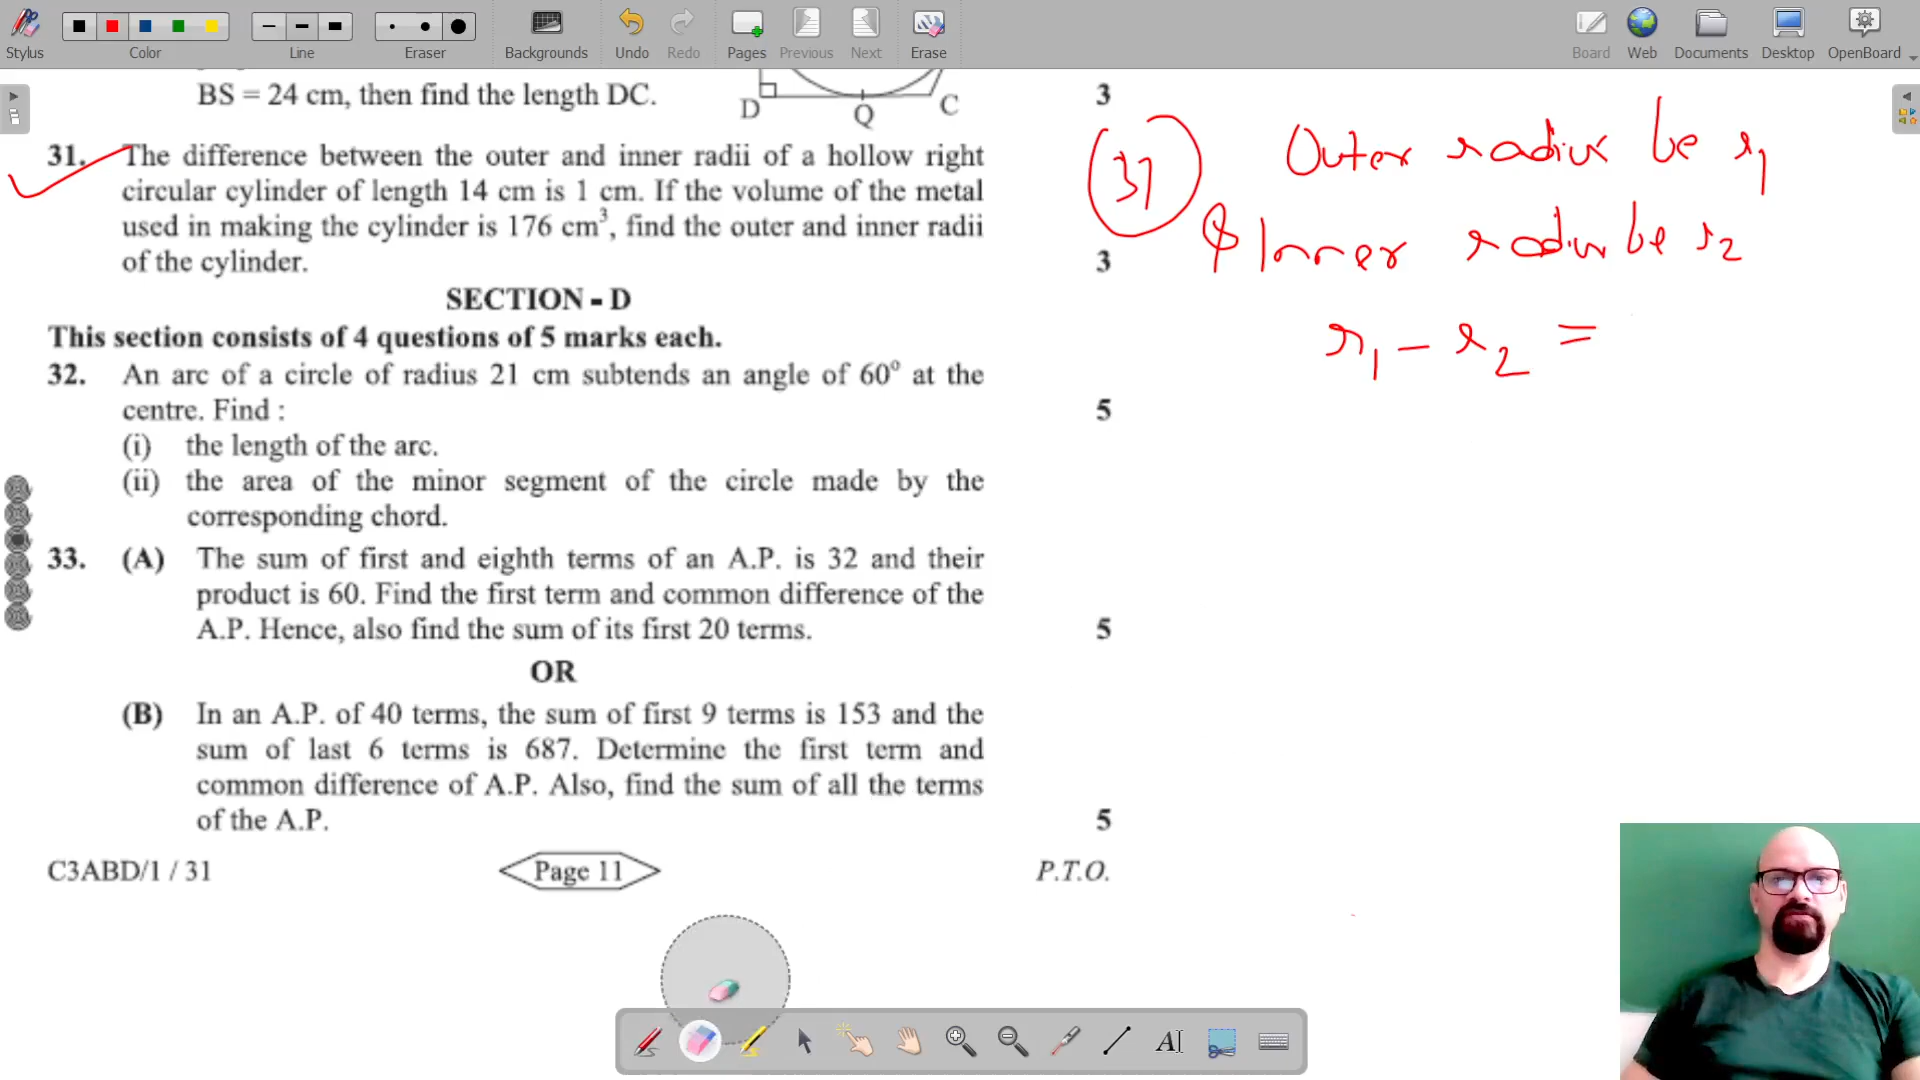 Stylus
Color
Line
Eraser
Backgrounds
Undo
Redo
Pages
Previous
Next
Erase
Board
Web
Documents
Desktop
OpenBoard
BS = 24 cm, then find the length DC.
D
Q
C
3
31. The difference between the outer and inner radii of a hollow right
circular cylinder of length 14 cm is 1 cm. If the volume of the metal
used in making the cylinder is 176 cm³, find the outer and inner radii
of the cylinder.
3
SECTION - D
This section consists of 4 questions of 5 marks each.
32. An arc of a circle of radius 21 cm subtends an angle of 60° at the
centre. Find :
5
(i) the length of the arc.
(ii) the area of the minor segment of the circle made by the
corresponding chord.
33. (A) The sum of first and eighth terms of an A.P. is 32 and their
product is 60. Find the first term and common difference of the
A.P. Hence, also find the sum of its first 20 terms.
5
OR
(B) In an A.P. of 40 terms, the sum of first 9 terms is 153 and the
sum of last 6 terms is 687. Determine the first term and
common difference of A.P. Also, find the sum of all the terms
of the A.P.
5
C3ABD/1 / 31
Page 11
P.T.O.
31 Outer radius be r1
& Inner radius be r2
r1 - r2 =